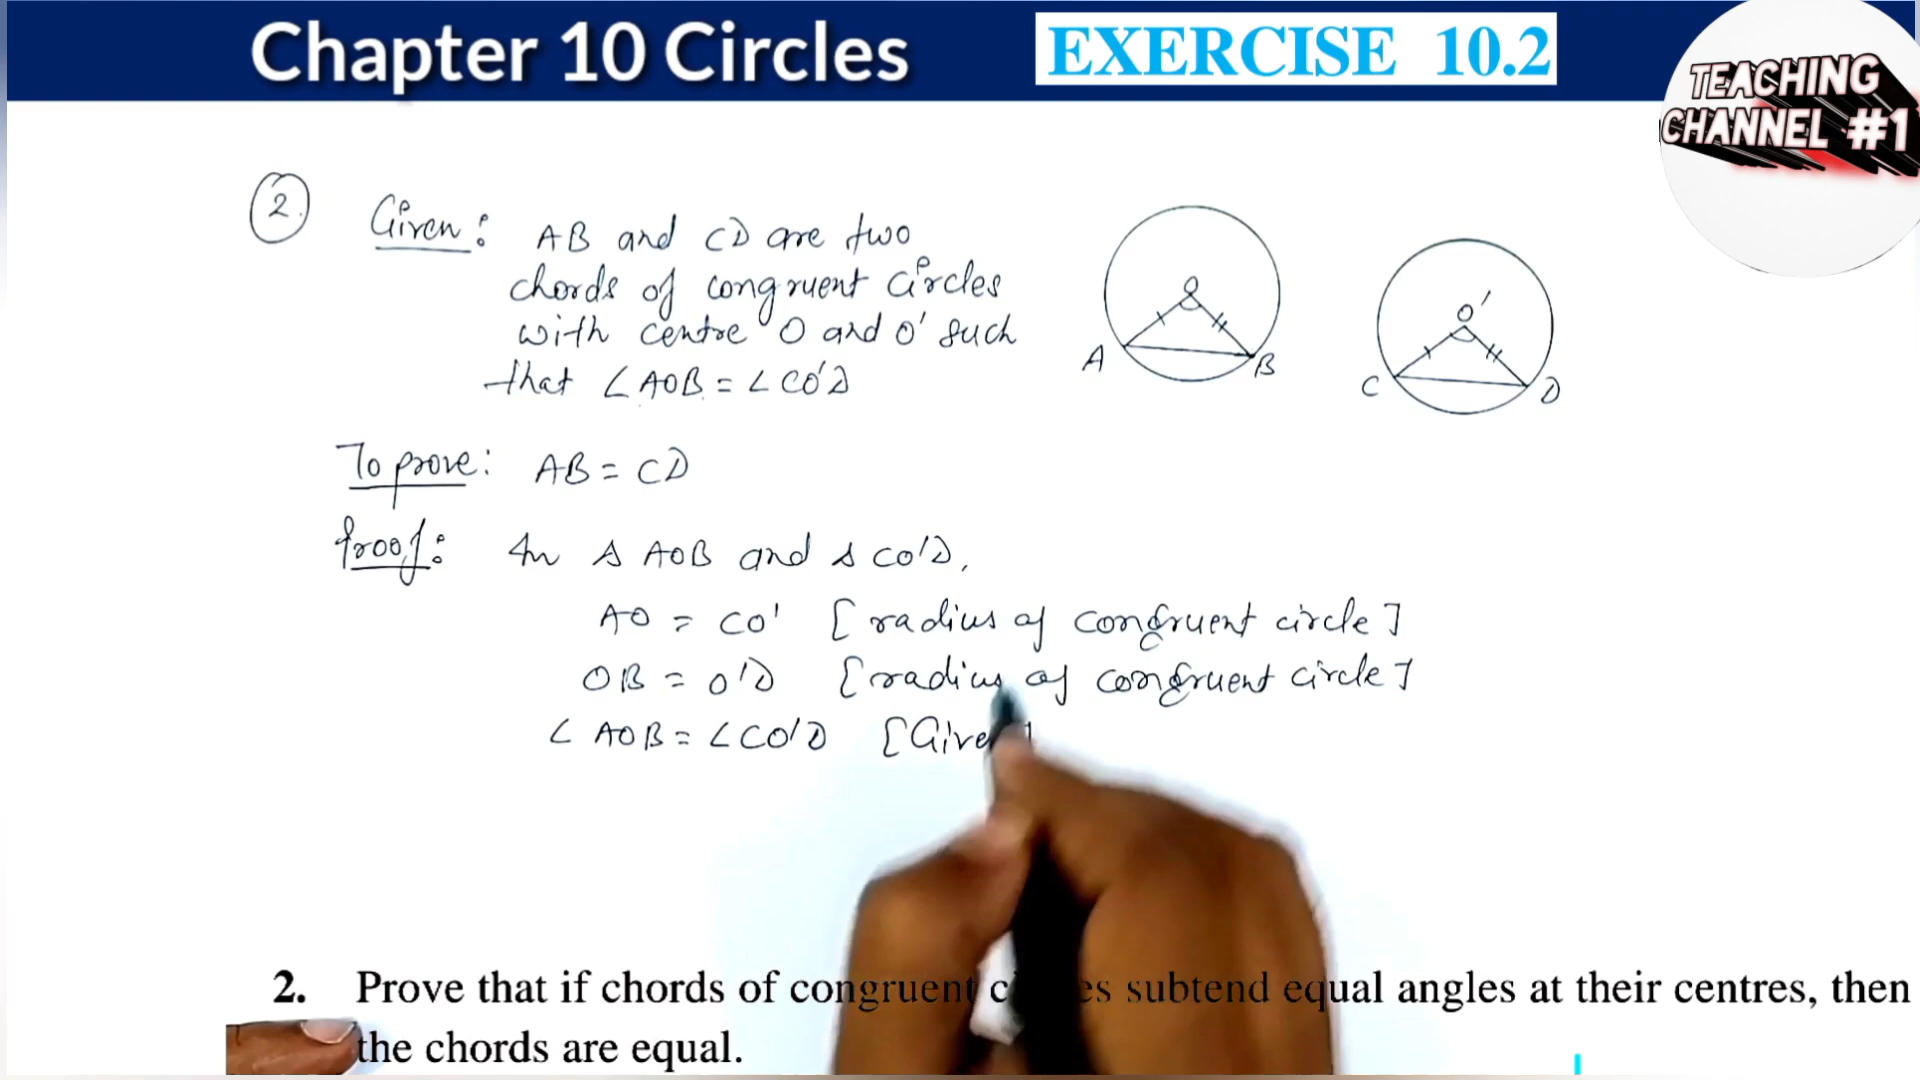 Chapter 10 Circles
EXERCISE 10.2
TEACHING
CHANNEL #1
2.
Given: AB and CD are two
chords of congruent circles
with centre O and O' such
that ∠AOB = ∠CO'D
O
A
B
O'
C
D
To prove: AB = CD
Proof: In Δ AOB and Δ CO'D,
AO = CO' [radius of congruent circle]
OB = O'D [radius of congruent circle]
∠AOB = ∠CO'D [Given]
2. Prove that if chords of congruent circles subtend equal angles at their centres, then
the chords are equal.